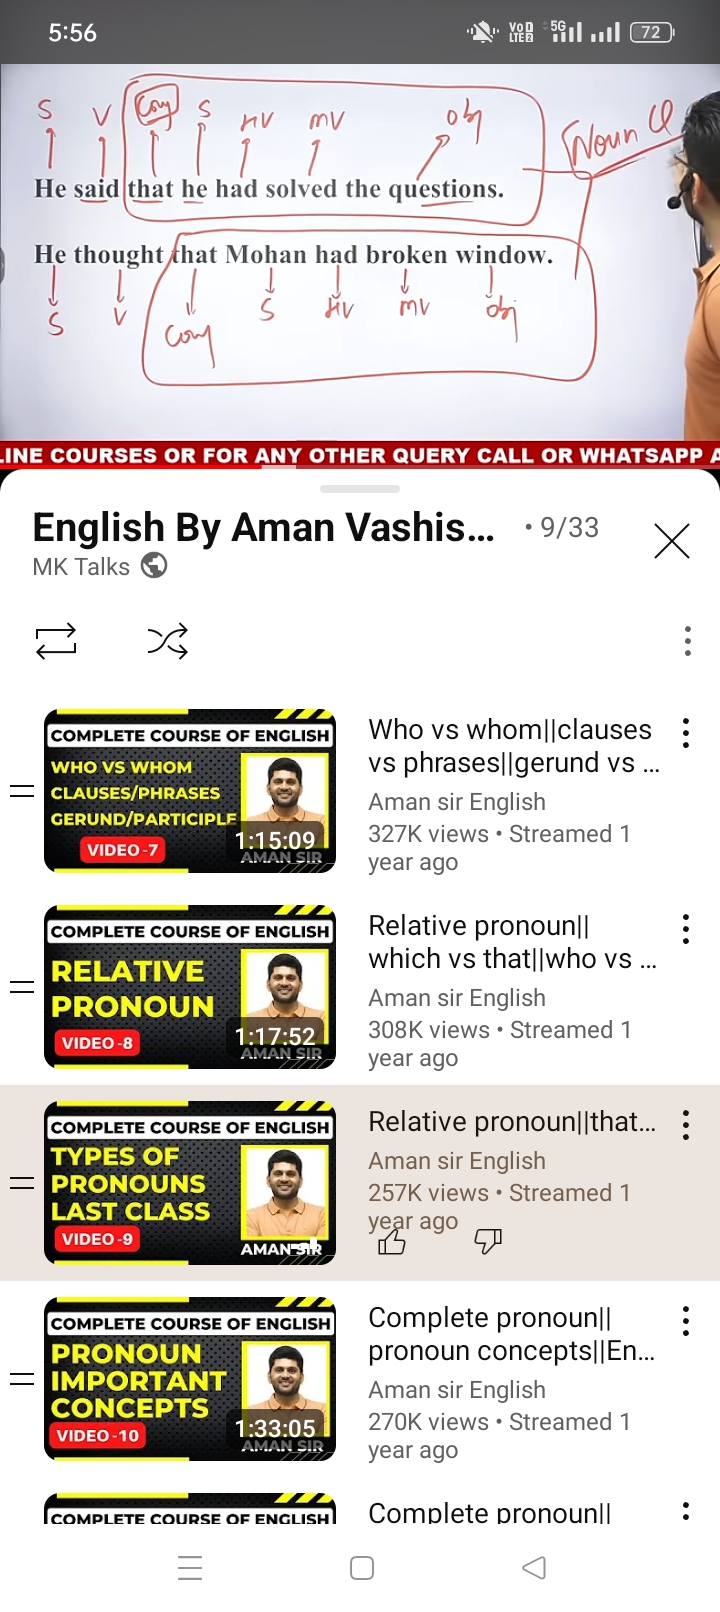 5:56
VoD LTE2 5G 72
S V Conj S HV MV Obj
Noun Cl
He said that he had solved the questions.
He thought that Mohan had broken window.
S V Conj S HV MV Obj
LINE COURSES OR FOR ANY OTHER QUERY CALL OR WHATSAPP A
English By Aman Vashis... • 9/33
MK Talks
COMPLETE COURSE OF ENGLISH
WHO VS WHOM
CLAUSES/PHRASES
GERUND/PARTICIPLE
VIDEO-7
1:15:09
AMAN SIR
Who vs whom||clauses
vs phrases||gerund vs ...
Aman sir English
327K views • Streamed 1
year ago
COMPLETE COURSE OF ENGLISH
RELATIVE
PRONOUN
VIDEO-8
1:17:52
AMAN SIR
Relative pronoun||
which vs that||who vs ...
Aman sir English
308K views • Streamed 1
year ago
COMPLETE COURSE OF ENGLISH
TYPES OF
PRONOUNS
LAST CLASS
VIDEO-9
AMAN SIR
Relative pronoun||that...
Aman sir English
257K views • Streamed 1
year ago
COMPLETE COURSE OF ENGLISH
PRONOUN
IMPORTANT
CONCEPTS
VIDEO-10
1:33:05
AMAN SIR
Complete pronoun||
pronoun concepts||En...
Aman sir English
270K views • Streamed 1
year ago
COMPLETE COURSE OF ENGLISH
Complete pronoun||